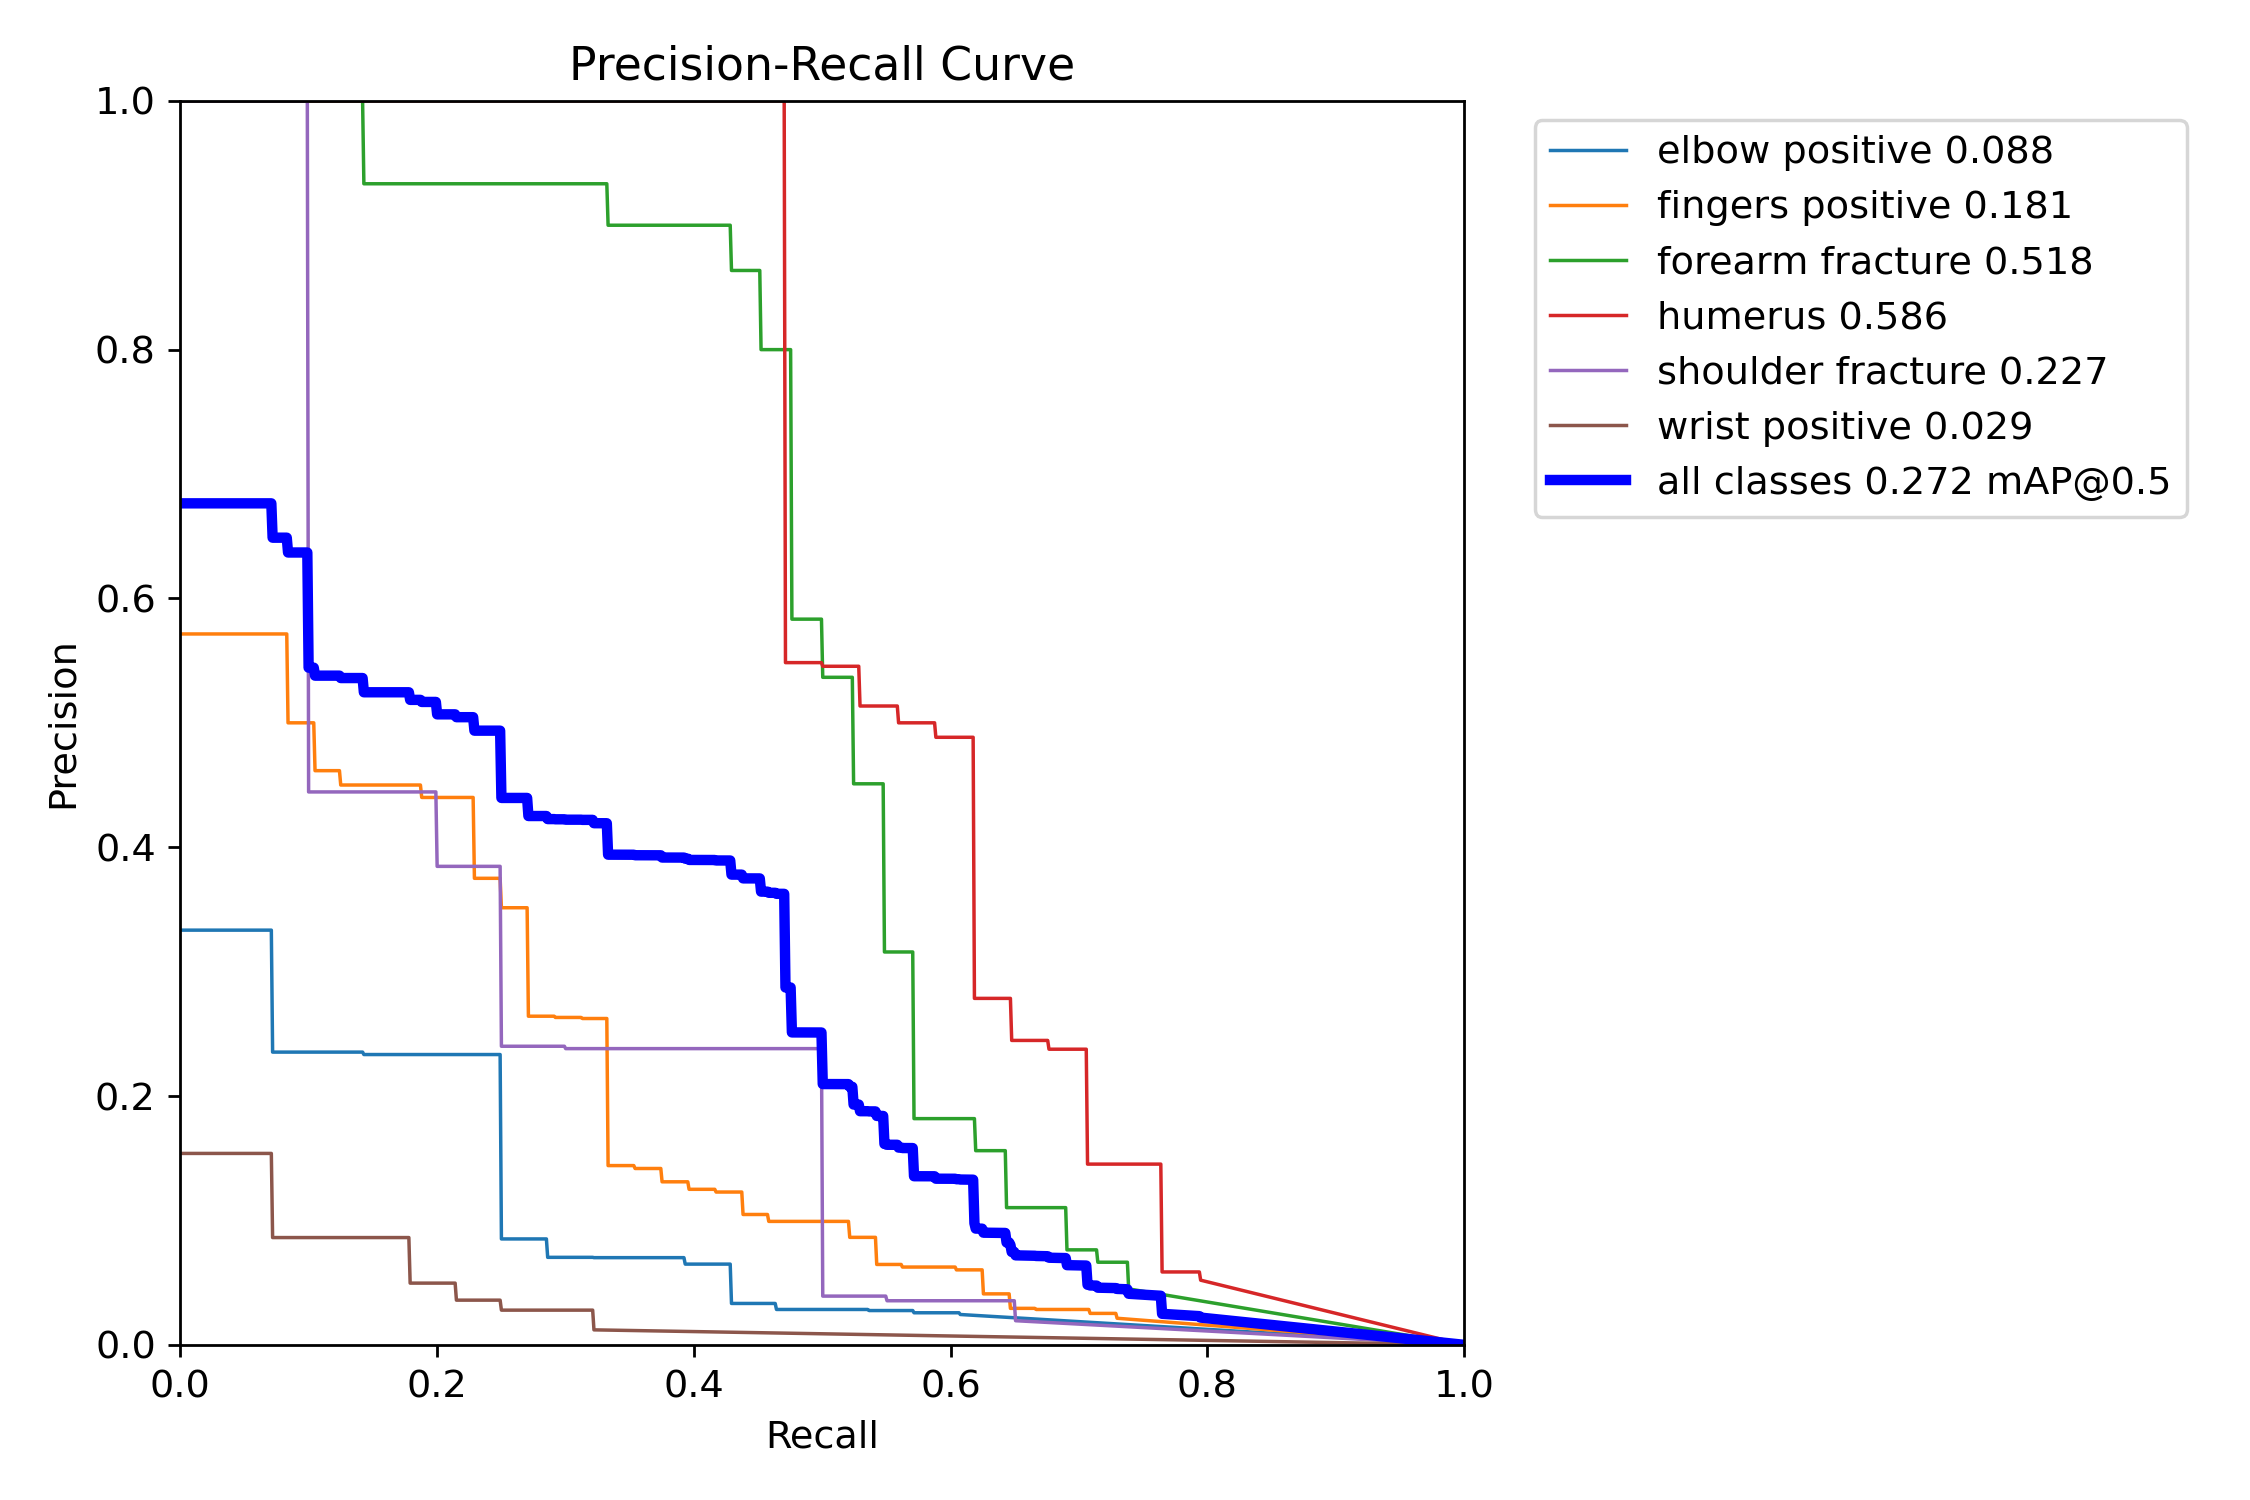 Precision-Recall Curve
1.0
0.8
0.6
0.4
0.2
0.0
Precision
0.0 0.2 0.4 0.6 0.8 1.0
Recall
elbow positive 0.088
fingers positive 0.181
forearm fracture 0.518
humerus 0.586
shoulder fracture 0.227
wrist positive 0.029
all classes 0.272 mAP@0.5